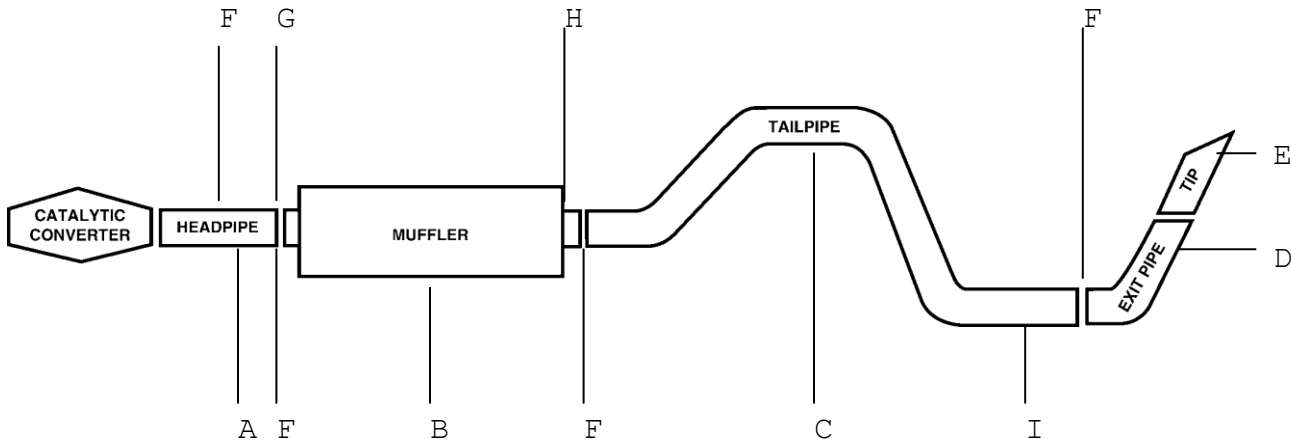 F G H F
TAILPIPE
E
TIP
CATALYTIC
CONVERTER
HEADPIPE
MUFFLER
D
EXIT PIPE
A F B F C I